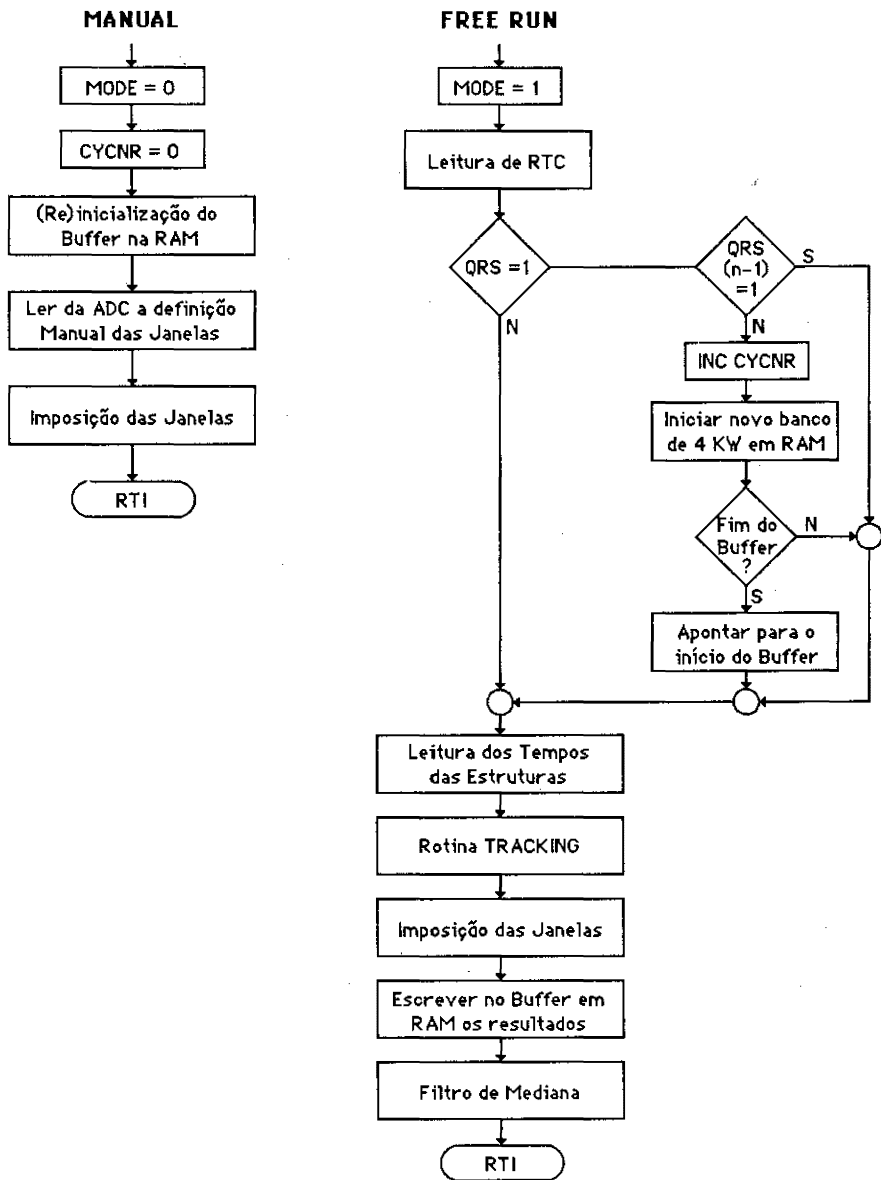 MANUAL
MODE = 0
CYCNR = 0
(Re)inicialização do
Buffer na RAM
Ler da ADC a definição
Manual das Janelas
Imposição das Janelas
RTI
FREE RUN
MODE = 1
Leitura de RTC
QRS =1
N
QRS
(n-1)
=1
S
N
INC CYCNR
Iniciar novo banco
de 4 KW em RAM
Fim do
Buffer
?
N
S
Apontar para o
início do Buffer
Leitura dos Tempos
das Estruturas
Rotina TRACKING
Imposição das Janelas
Escrever no Buffer em
RAM os resultados
Filtro de Mediana
RTI